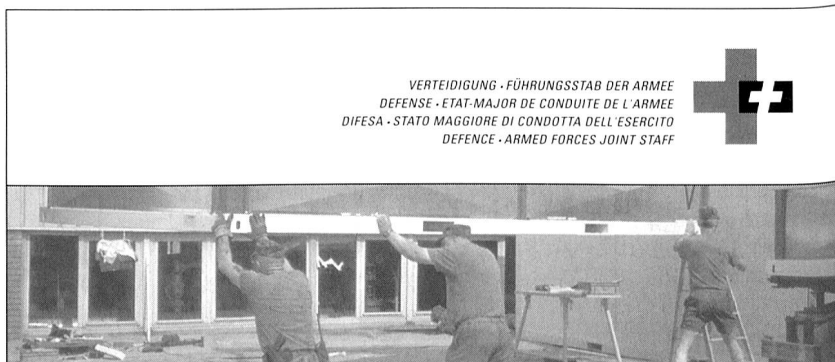 VERTEIDIGUNG · FÜHRUNGSSTAB DER ARMEE
DEFENSE · ETAT-MAJOR DE CONDUITE DE L'ARMEE
DIFESA · STATO MAGGIORE DI CONDOTTA DELL'ESERCITO
DEFENCE · ARMED FORCES JOINT STAFF